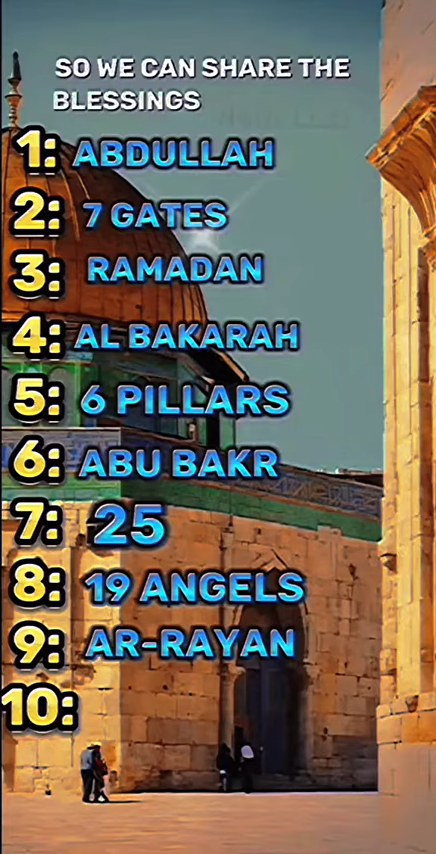 SO WE CAN SHARE THE
BLESSINGS
1: ABDULLAH
2: 7 GATES
3: RAMADAN
4: AL BAKARAH
5: 6 PILLARS
6: ABU BAKR
7: 25
8: 19 ANGELS
9: AR-RAYAN
10: